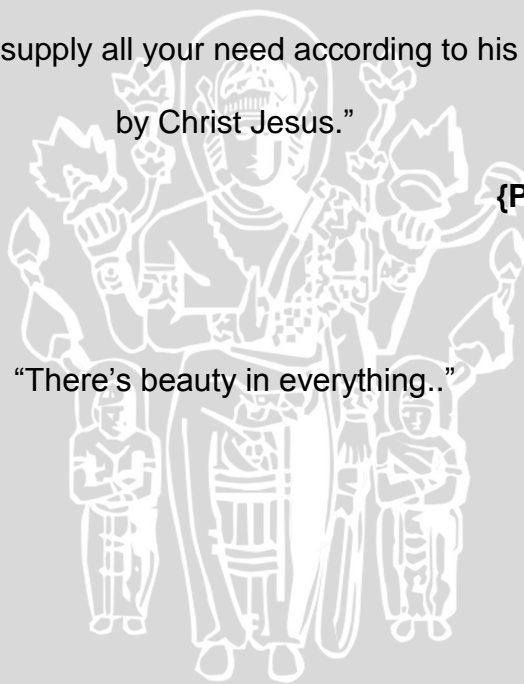 supply all your need according to his
by Christ Jesus.”
{P
“There’s beauty in everything..”